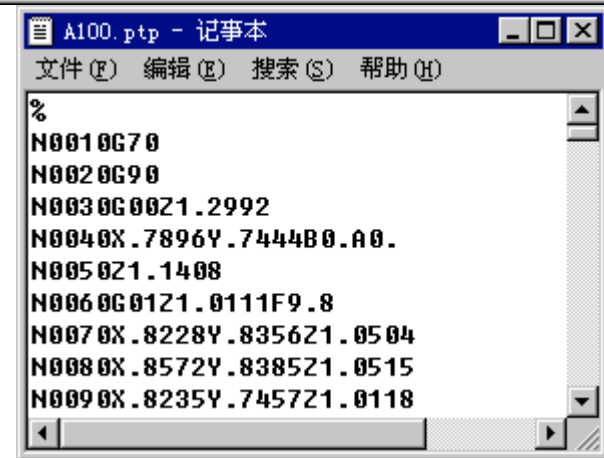 A100.ptp - 记事本
文件(F) 编辑(E) 搜索(S) 帮助(H)
%
N0010G70
N0020G90
N0030G00Z1.2992
N0040X.7896Y.7444B0.A0.
N0050Z1.1408
N0060G01Z1.0111F9.8
N0070X.8228Y.8356Z1.0504
N0080X.8572Y.8385Z1.0515
N0090X.8235Y.7457Z1.0118